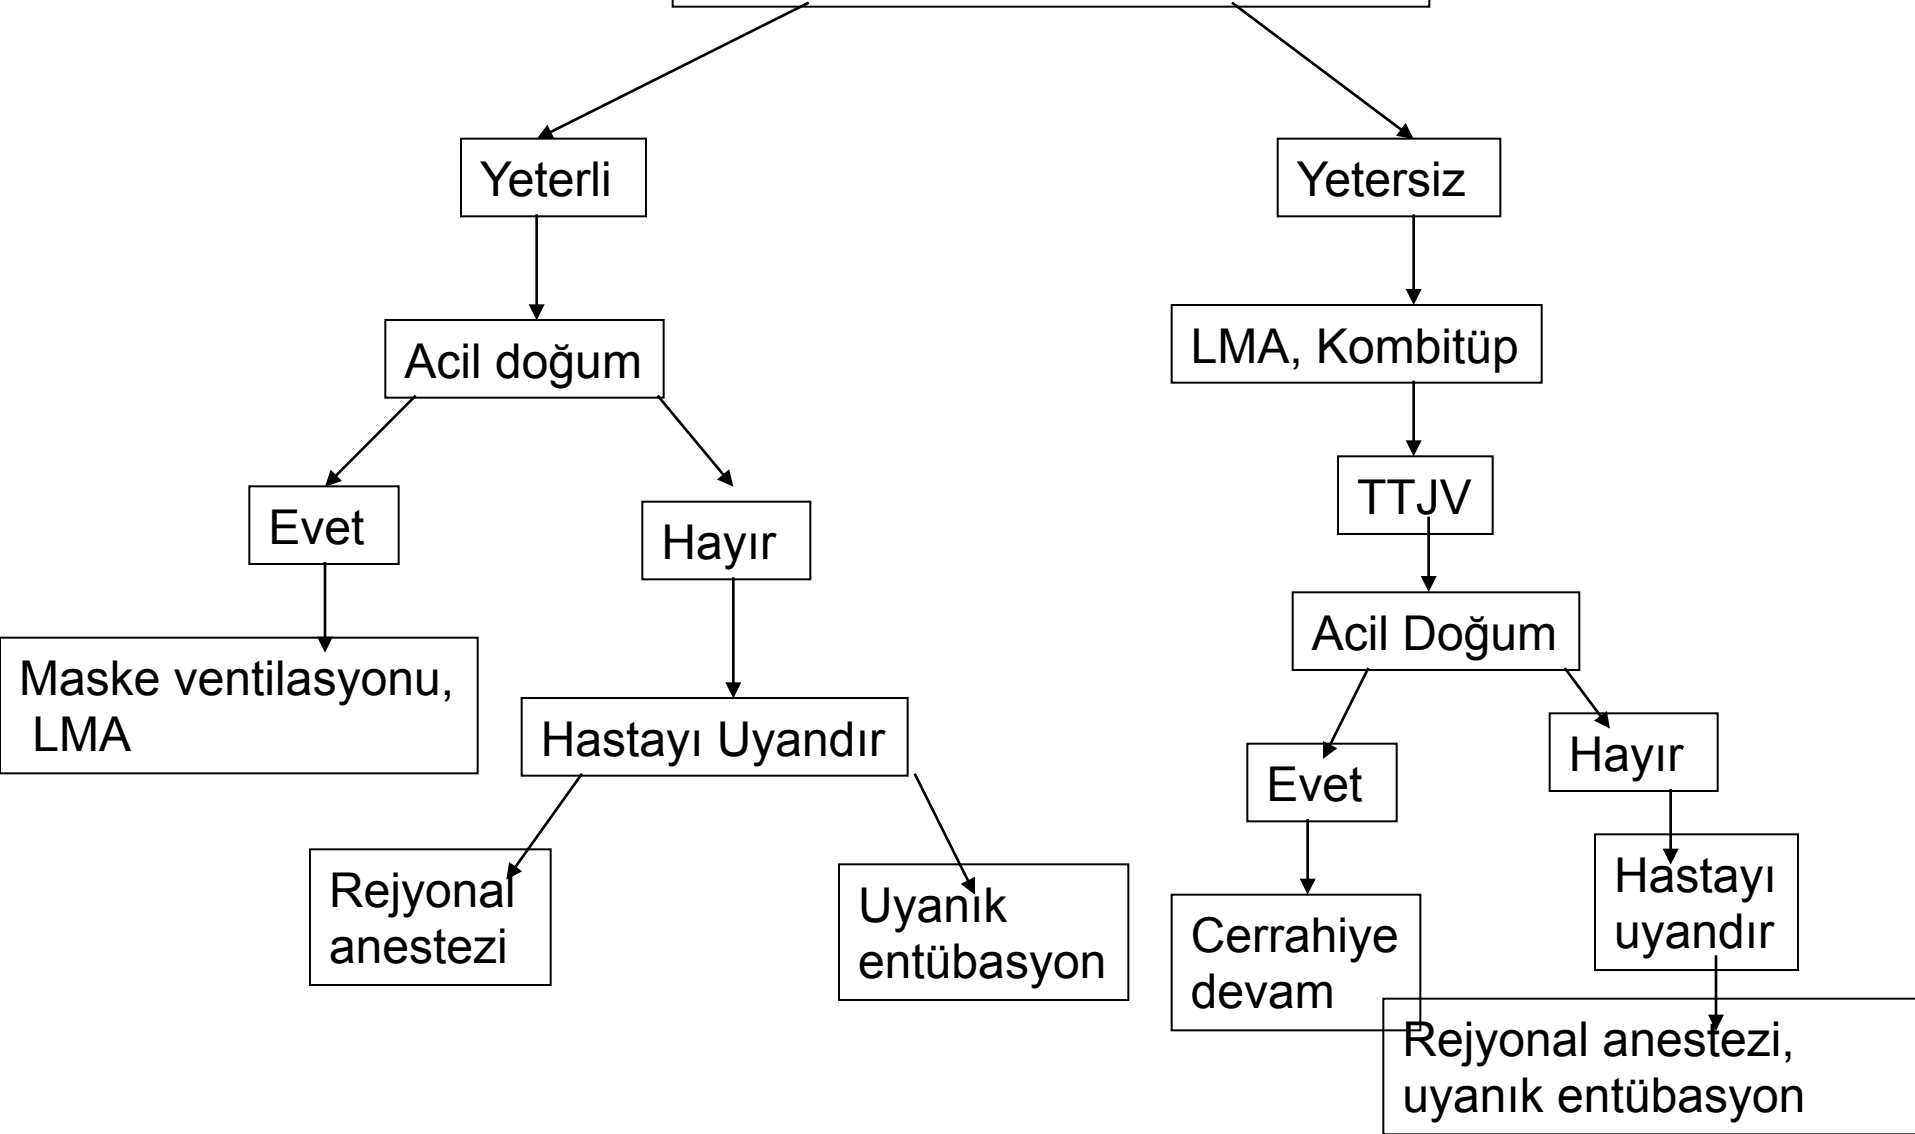 Yeterli
Yetersiz
Acil doğum
LMA, Kombitüp
Evet
Hayır
TTJV
Acil Doğum
Maske ventilasyonu,
LMA
Hastayı Uyandır
Evet
Hayır
Rejyonal
anestezi
Uyanık
entübasyon
Cerrahiye
devam
Hastayı
uyandır
Rejyonal anestezi,
uyanık entübasyon